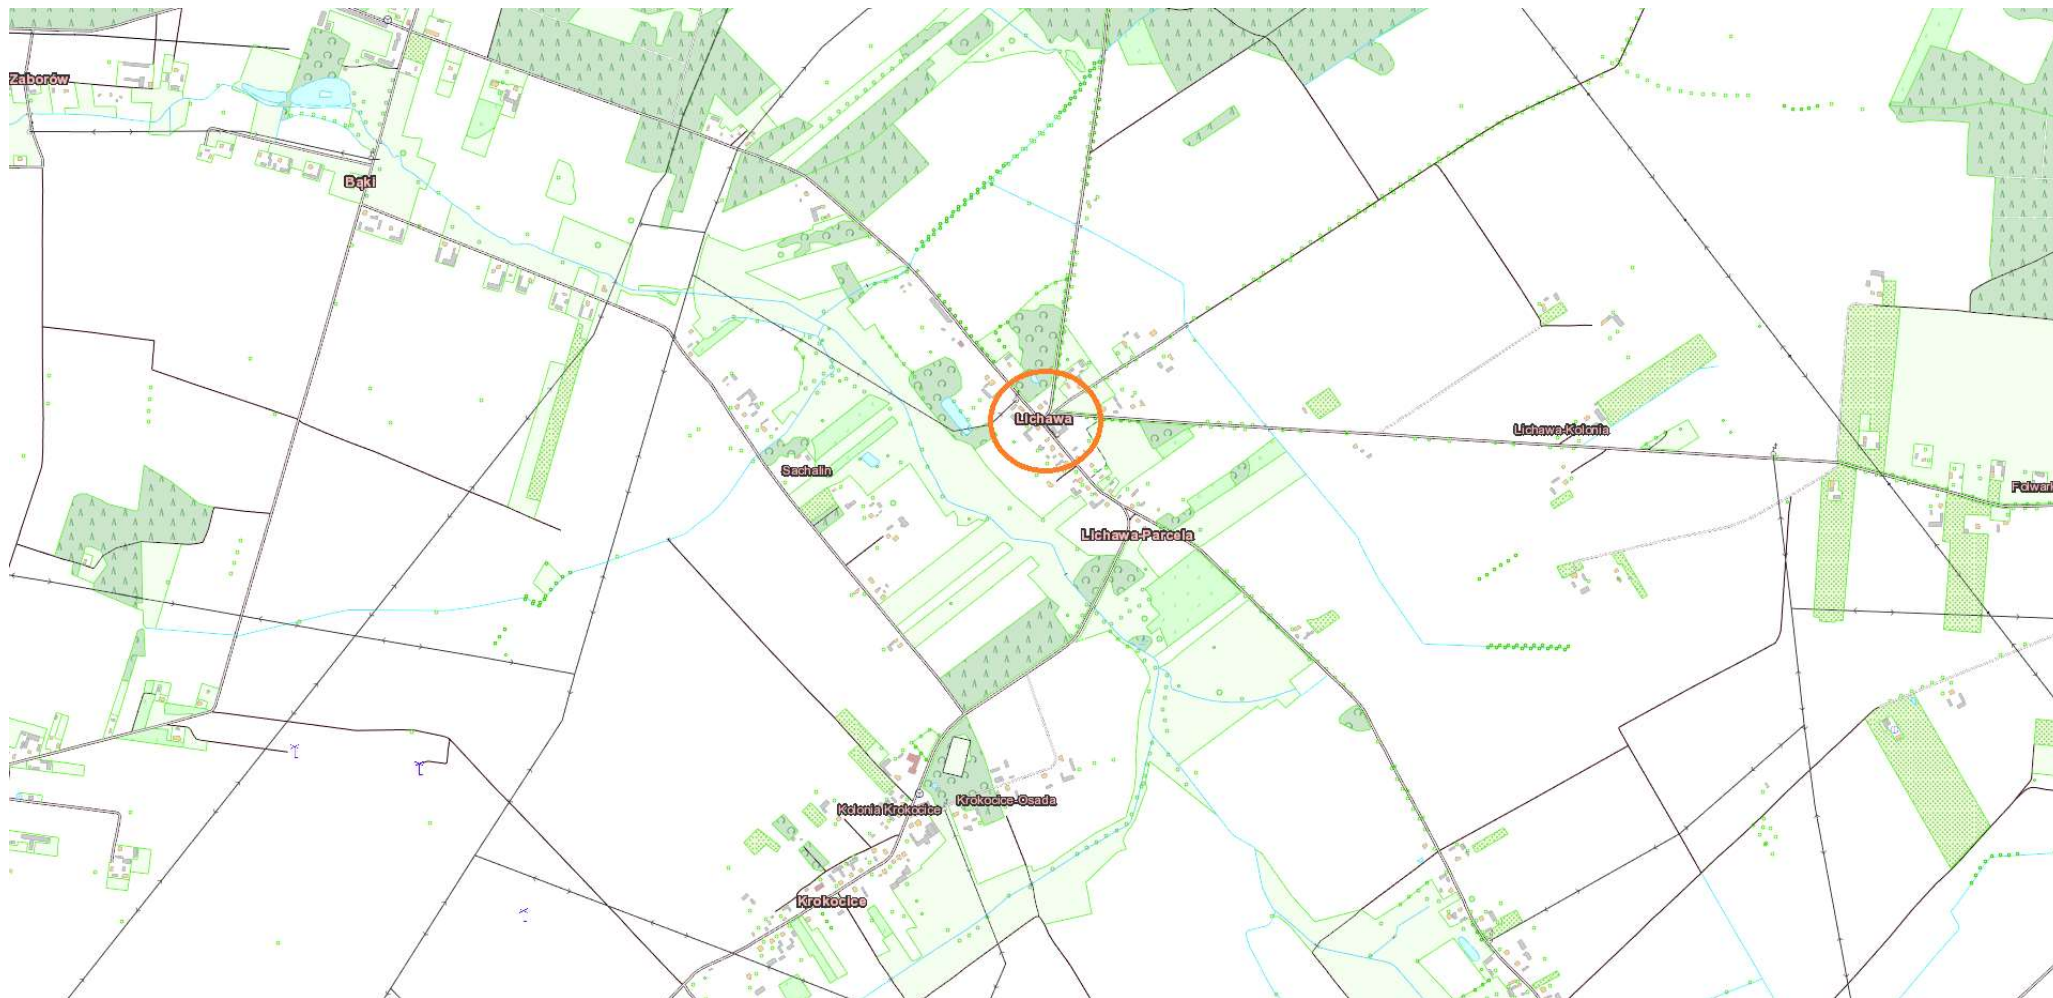 Zaborów
Bąki
Lichawa
Lichawa-Kolonia
Sachalin
Folwark
Lichawa-Parcela
Krokocice-Osada
Kolonia Krokocice
Krokocice